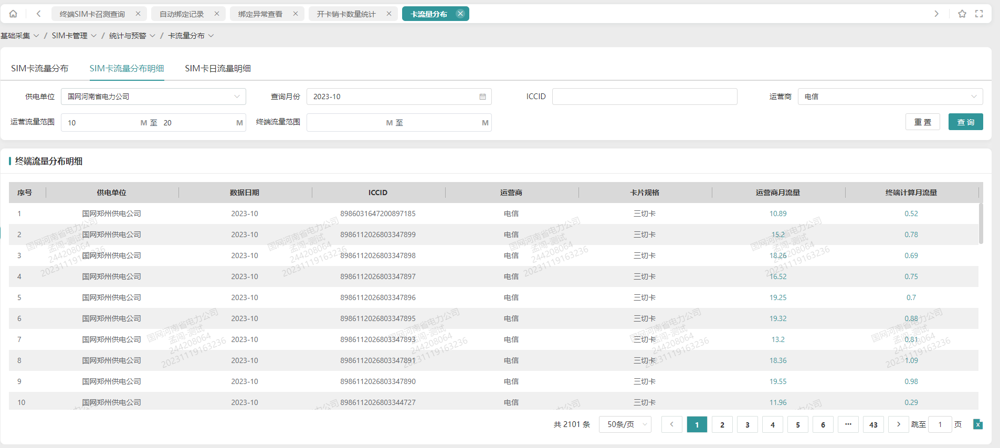 终端SIM卡召测查询 自动绑定记录 绑定异常查看 开卡销卡数量统计 卡流量分布
基础采集 / SIM卡管理 / 统计与预警 / 卡流量分布
SIM卡流量分布 SIM卡流量分布明细 SIM卡日流量明细
供电单位 国网河南省电力公司 查询月份 2023-10 ICCID 运营商 电信
运营流量范围 10 M 至 20 M 终端流量范围 M 至 M 重置 查询
终端流量分布明细
序号 供电单位 数据日期 ICCID 运营商 卡片规格 运营商月流量 终端计算月流量
1 国网郑州供电公司 2023-10 8986031647200897185 电信 三切卡 10.89 0.52
2 国网郑州供电公司 2023-10 8986112026803347899 电信 三切卡 15.2 0.78
3 国网郑州供电公司 2023-10 8986112026803347898 电信 三切卡 18.26 0.69
4 国网郑州供电公司 2023-10 8986112026803347897 电信 三切卡 16.52 0.75
5 国网郑州供电公司 2023-10 8986112026803347896 电信 三切卡 19.25 0.7
6 国网郑州供电公司 2023-10 8986112026803347895 电信 三切卡 19.32 0.88
7 国网郑州供电公司 2023-10 8986112026803347893 电信 三切卡 13.2 0.81
8 国网郑州供电公司 2023-10 8986112026803347891 电信 三切卡 18.36 1.09
9 国网郑州供电公司 2023-10 8986112026803347890 电信 三切卡 19.55 0.98
10 国网郑州供电公司 2023-10 8986112026803344727 电信 三切卡 11.96 0.29
共 2101 条 50条/页 1 2 3 4 5 6 ··· 43 跳至 1 页
国网河南省电力公司
孟闯-测试
244208064
20231119163236